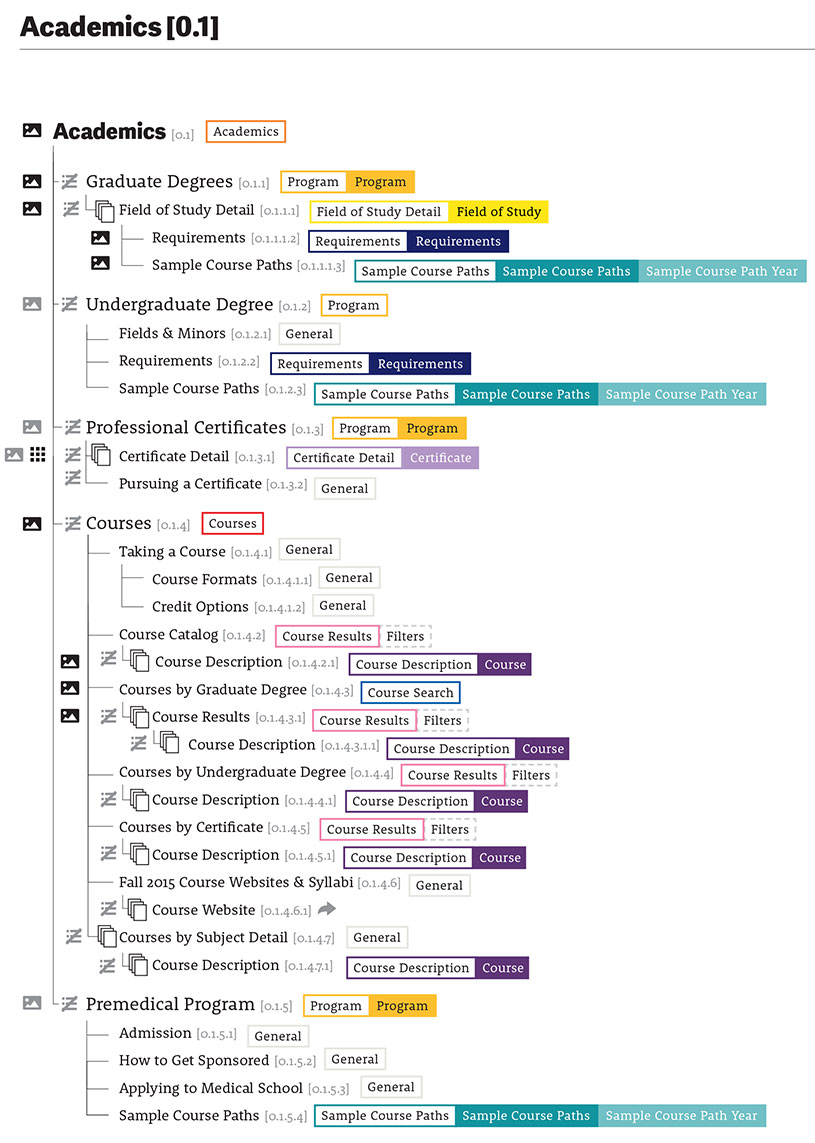 Academics [0.1]
Academics [0.1] Academics
Graduate Degrees [0.1.1] Program Program
Field of Study Detail [0.1.1.1] Field of Study Detail Field of Study
Requirements [0.1.1.1.2] Requirements Requirements
Sample Course Paths [0.1.1.1.3] Sample Course Paths Sample Course Paths Sample Course Path Year
Undergraduate Degree [0.1.2] Program
Fields & Minors [0.1.2.1] General
Requirements [0.1.2.2] Requirements Requirements
Sample Course Paths [0.1.2.3] Sample Course Paths Sample Course Paths Sample Course Path Year
Professional Certificates [0.1.3] Program Program
Certificate Detail [0.1.3.1] Certificate Detail Certificate
Pursuing a Certificate [0.1.3.2] General
Courses [0.1.4] Courses
Taking a Course [0.1.4.1] General
Course Formats [0.1.4.1.1] General
Credit Options [0.1.4.1.2] General
Course Catalog [0.1.4.2] Course Results Filters
Course Description [0.1.4.2.1] Course Description Course
Courses by Graduate Degree [0.1.4.3] Course Search
Course Results [0.1.4.3.1] Course Results Filters
Course Description [0.1.4.3.1.1] Course Description Course
Courses by Undergraduate Degree [0.1.4.4] Course Results Filters
Course Description [0.1.4.4.1] Course Description Course
Courses by Certificate [0.1.4.5] Course Results Filters
Course Description [0.1.4.5.1] Course Description Course
Fall 2015 Course Websites & Syllabi [0.1.4.6] General
Course Website [0.1.4.6.1]
Courses by Subject Detail [0.1.4.7] General
Course Description [0.1.4.7.1] Course Description Course
Premedical Program [0.1.5] Program Program
Admission [0.1.5.1] General
How to Get Sponsored [0.1.5.2] General
Applying to Medical School [0.1.5.3] General
Sample Course Paths [0.1.5.4] Sample Course Paths Sample Course Paths Sample Course Path Year